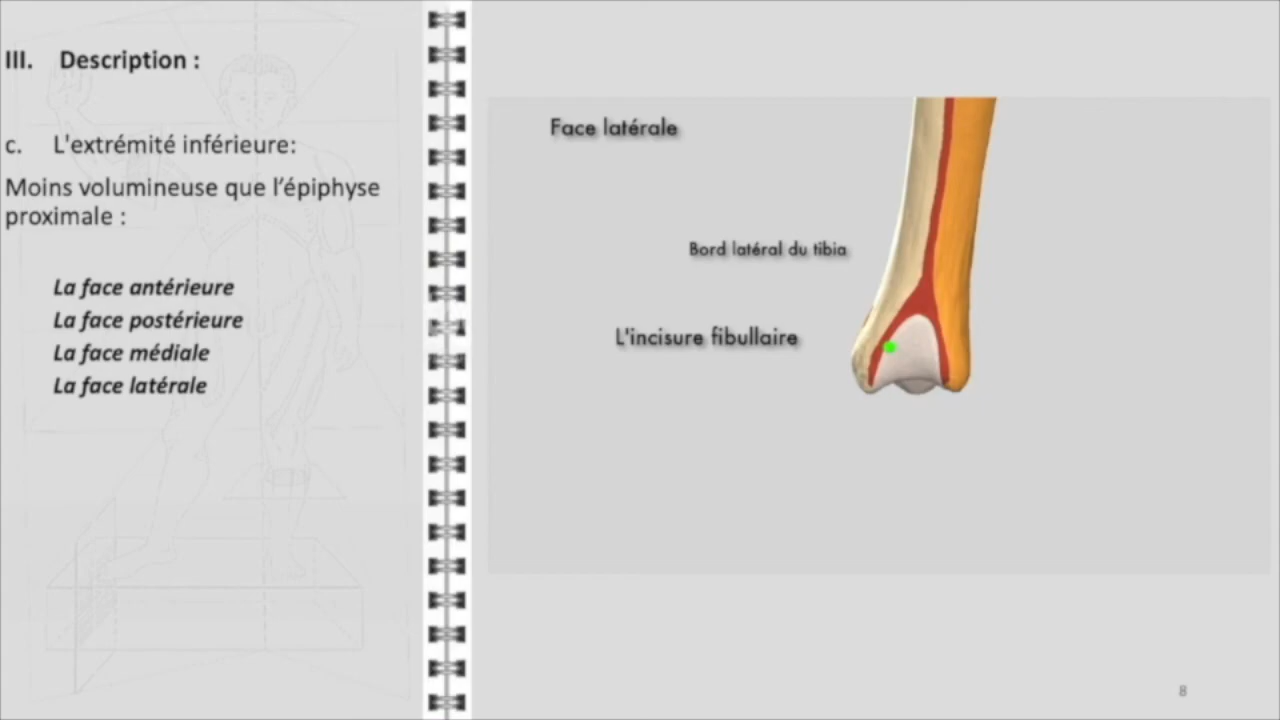 III. Description :
c. L'extrémité inférieure:
Moins volumineuse que l’épiphyse
proximale :
La face antérieure
La face postérieure
La face médiale
La face latérale
Face latérale
Bord latéral du tibia
L'incisure fibullaire
8